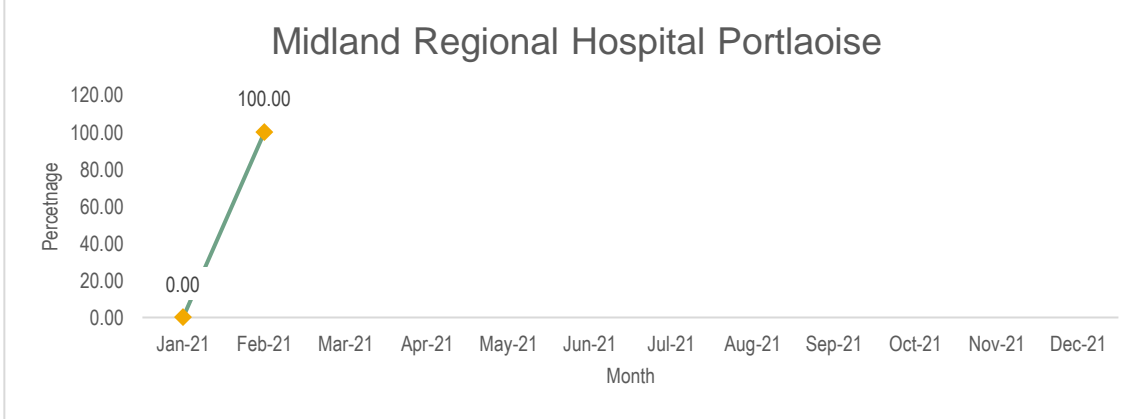 Midland Regional Hospital Portlaoise
120.00
100.00
100.00
80.00
Percetnage
60.00
40.00
20.00
0.00
0.00
Jan-21 Feb-21 Mar-21 Apr-21 May-21 Jun-21 Jul-21 Aug-21 Sep-21 Oct-21 Nov-21 Dec-21
Month